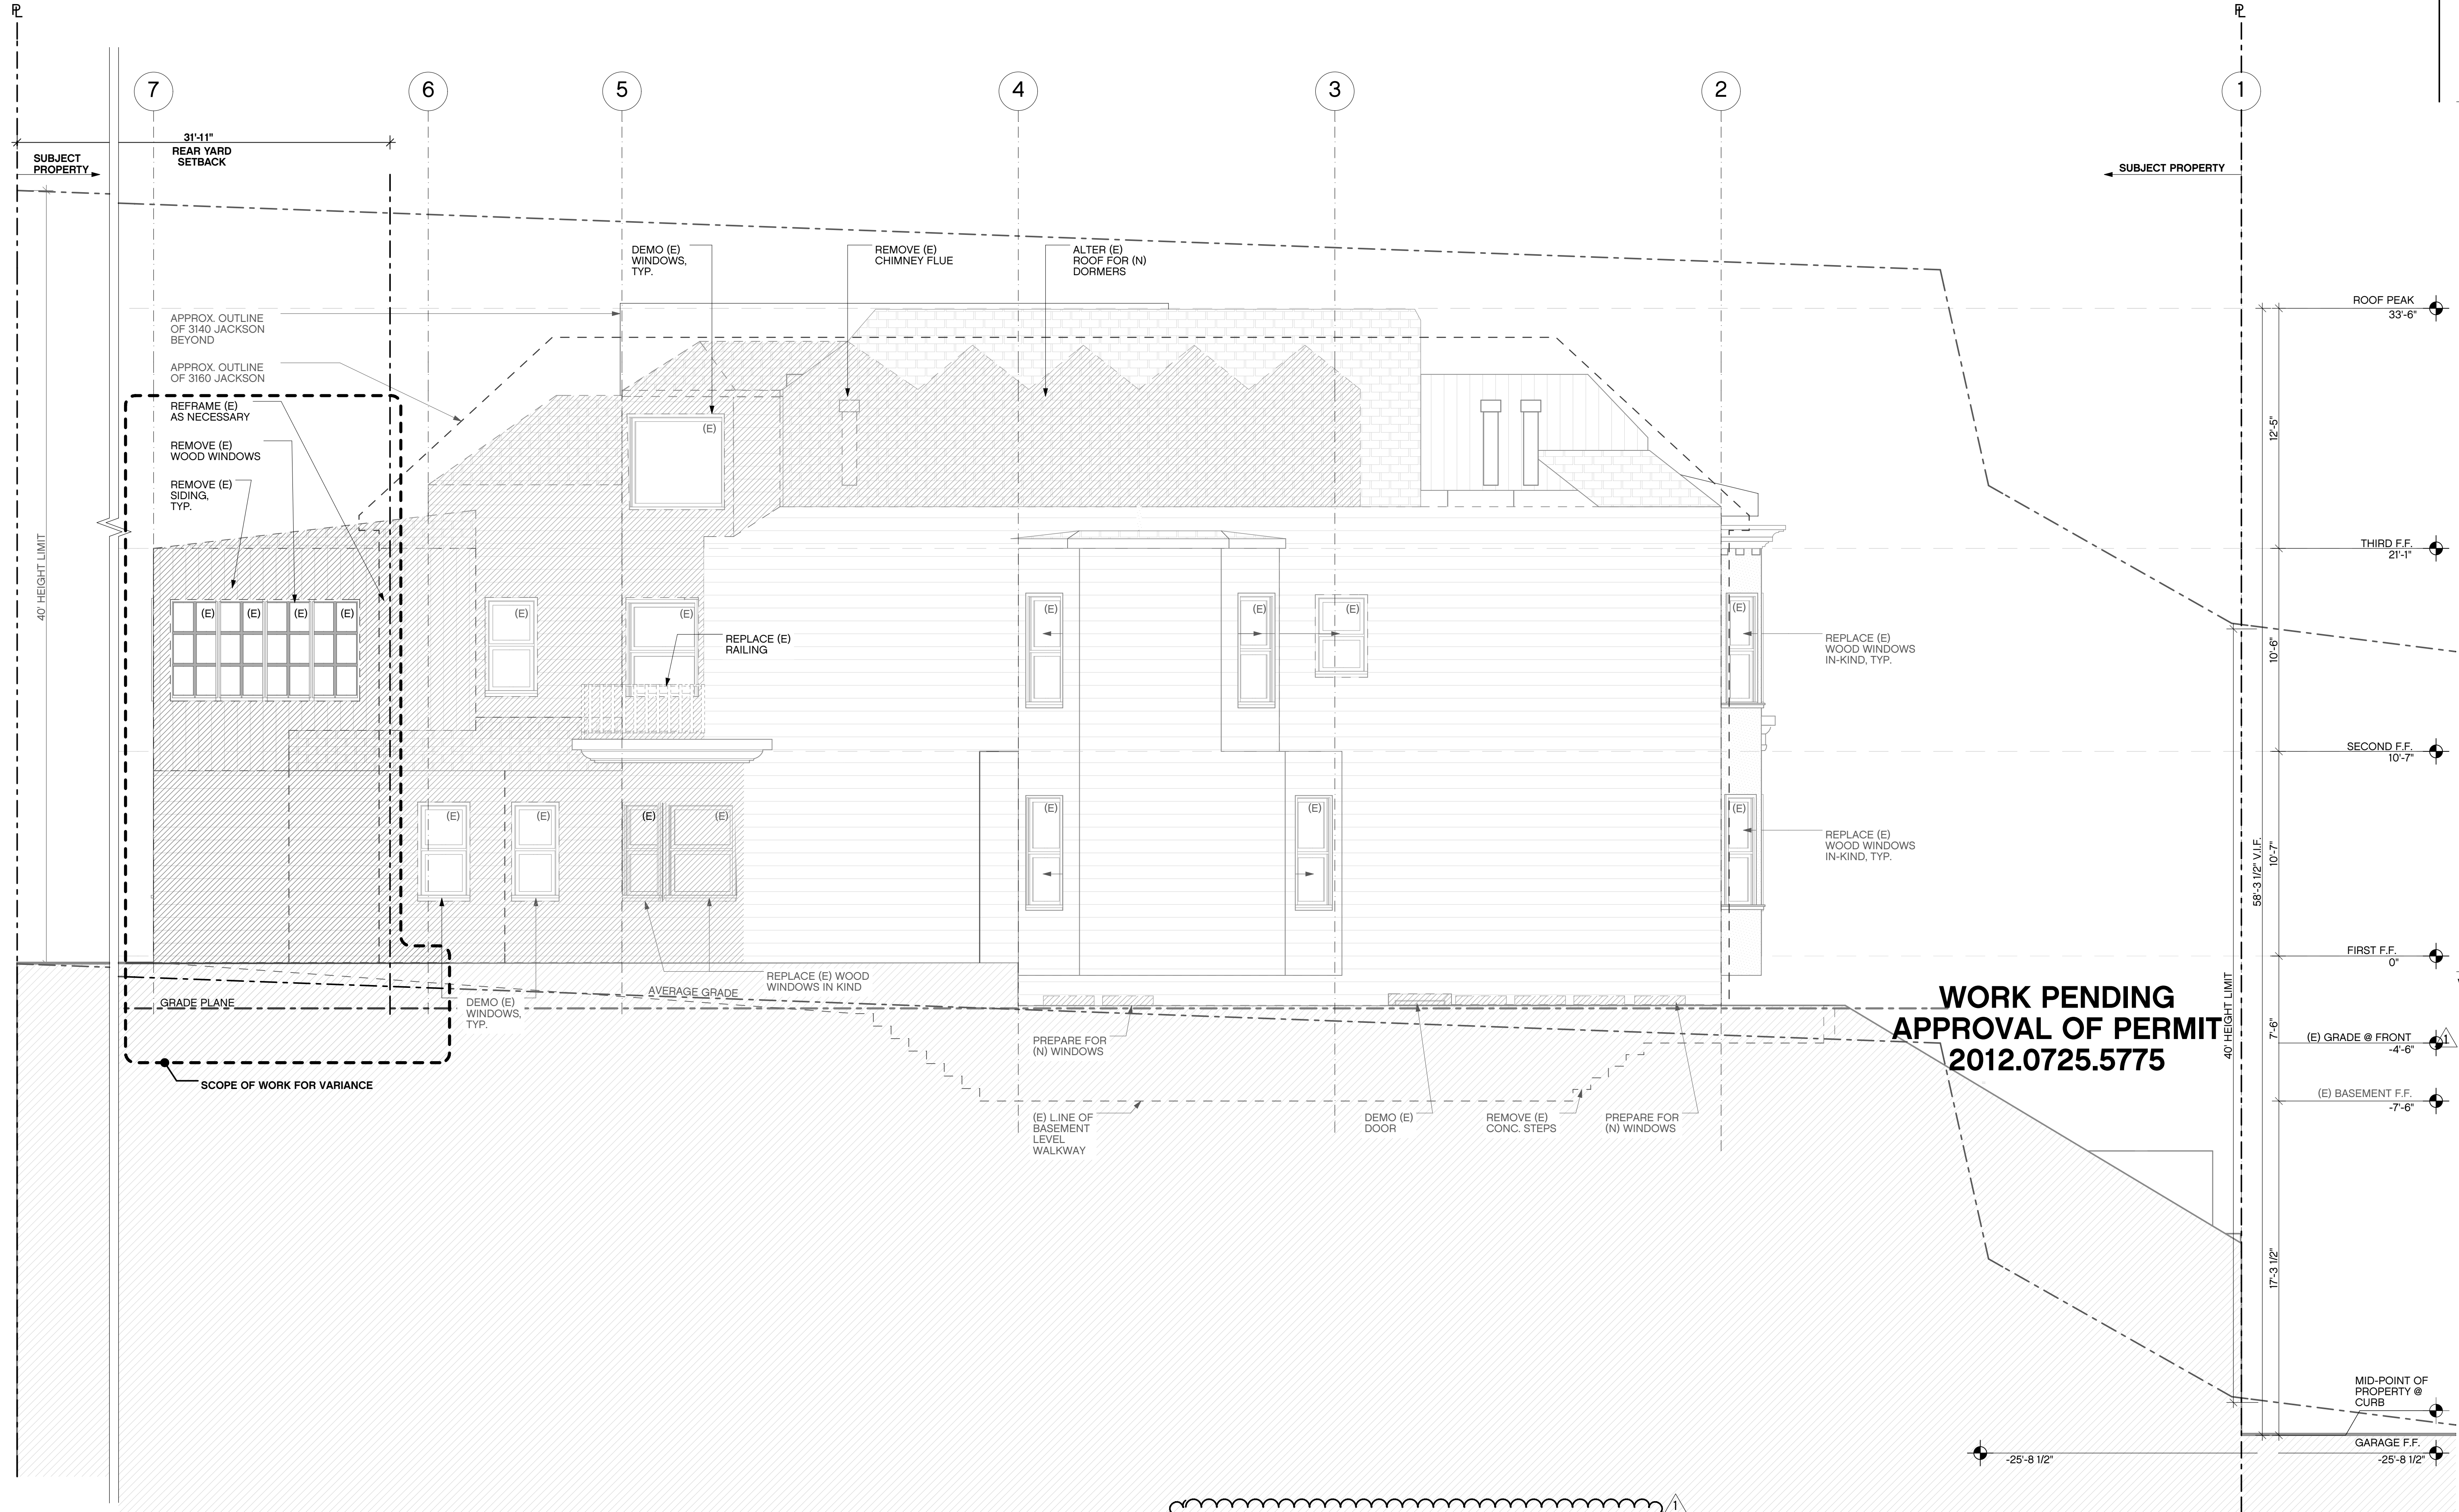 PL
PL
7
6
5
4
3
2
1
31'-11"
REAR YARD
SETBACK
SUBJECT
PROPERTY
SUBJECT PROPERTY
DEMO (E)
WINDOWS,
TYP.
REMOVE (E)
CHIMNEY FLUE
ALTER (E)
ROOF FOR (N)
DORMERS
APPROX. OUTLINE
OF 3140 JACKSON
BEYOND
APPROX. OUTLINE
OF 3160 JACKSON
REFRAME (E)
AS NECESSARY
REMOVE (E)
WOOD WINDOWS
REMOVE (E)
SIDING,
TYP.
40' HEIGHT LIMIT
(E)
(E)
(E)
(E)
(E)
(E)
(E)
(E)
(E)
(E)
(E)
REPLACE (E)
RAILING
REPLACE (E)
WOOD WINDOWS
IN-KIND, TYP.
(E)
(E)
(E)
(E)
(E)
(E)
(E)
REPLACE (E)
WOOD WINDOWS
IN-KIND, TYP.
ROOF PEAK
33'-6"
12'-5"
THIRD F.F.
21'-1"
10'-6"
SECOND F.F.
10'-7"
10'-7"
58'-3 1/2" V.I.F.
FIRST F.F.
0"
7'-6"
(E) GRADE @ FRONT
-4'-6"
1
(E) BASEMENT F.F.
-7'-6"
17'-3 1/2"
40' HEIGHT LIMIT
WORK PENDING
APPROVAL OF PERMIT
2012.0725.5775
GRADE PLANE
AVERAGE GRADE
DEMO (E)
WINDOWS,
TYP.
REPLACE (E) WOOD
WINDOWS IN KIND
PREPARE FOR
(N) WINDOWS
SCOPE OF WORK FOR VARIANCE
(E) LINE OF
BASEMENT
LEVEL
WALKWAY
DEMO (E)
DOOR
REMOVE (E)
CONC. STEPS
PREPARE FOR
(N) WINDOWS
MID-POINT OF
PROPERTY @
CURB
GARAGE F.F.
-25'-8 1/2"
-25'-8 1/2"
1